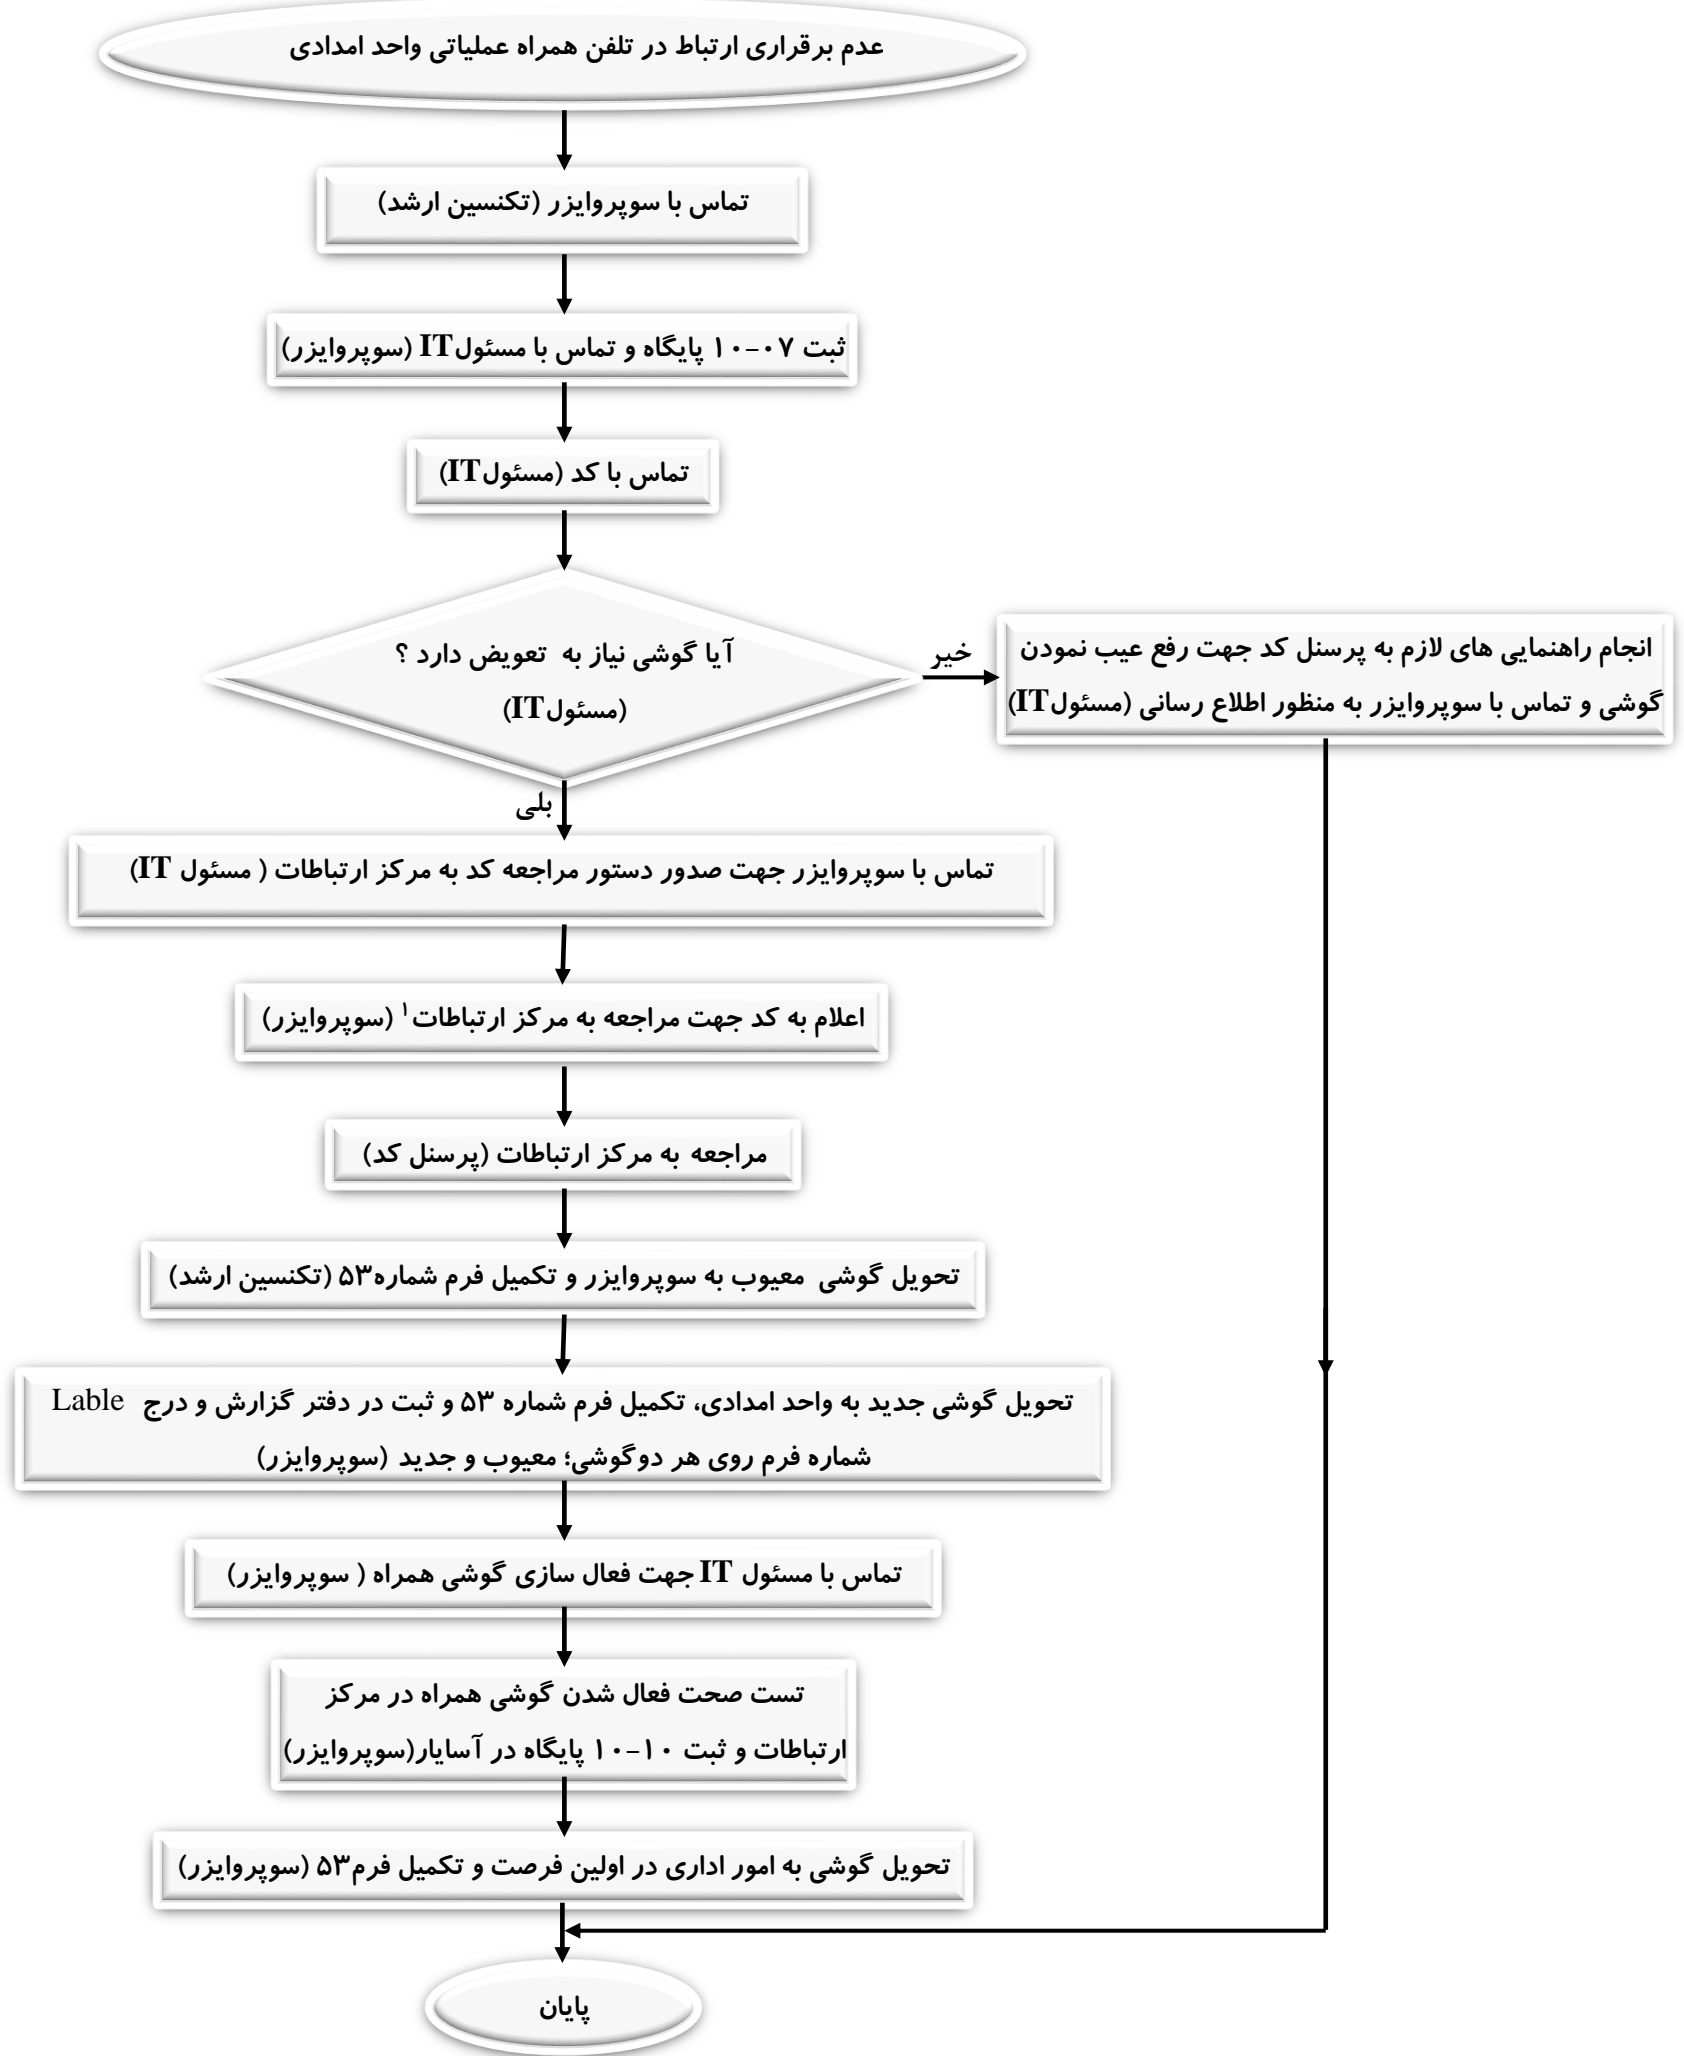 عدم برقراری ارتباط در تلفن همراه عملیاتی واحد امدادی
تماس با سوپروایزر (تکنسین ارشد)
ثبت ۰۷-۱۰ پایگاه و تماس با مسئولIT (سوپروایزر)
تماس با کد (مسئولIT)
آیا گوشی نیاز به تعویض دارد ؟
(مسئولIT)
خیر
انجام راهنمایی های لازم به پرسنل کد جهت رفع عیب نمودن
گوشی و تماس با سوپروایزر به منظور اطلاع رسانی (مسئولIT)
بلی
تماس با سوپروایزر جهت صدور دستور مراجعه کد به مرکز ارتباطات ( مسئول IT)
اعلام به کد جهت مراجعه به مرکز ارتباطات۱ (سوپروایزر)
مراجعه به مرکز ارتباطات (پرسنل کد)
تحویل گوشی معیوب به سوپروایزر و تکمیل فرم شماره۵۳ (تکنسین ارشد)
تحویل گوشی جدید به واحد امدادی، تکمیل فرم شماره ۵۳ و ثبت در دفتر گزارش و درج Lable
شماره فرم روی هر دوگوشی؛ معیوب و جدید (سوپروایزر)
تماس با مسئول IT جهت فعال سازی گوشی همراه ( سوپروایزر)
تست صحت فعال شدن گوشی همراه در مرکز
ارتباطات و ثبت ۱۰-۱۰ پایگاه در آسایار(سوپروایزر)
تحویل گوشی به امور اداری در اولین فرصت و تکمیل فرم۵۳ (سوپروایزر)
پایان